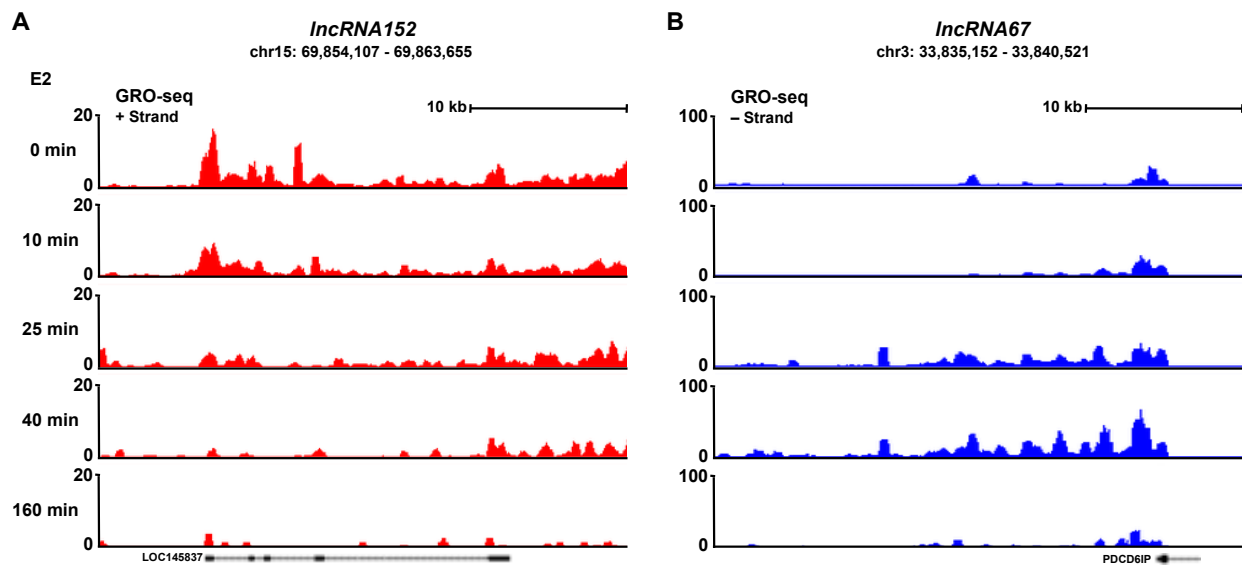 A
lncRNA152
chr15: 69,854,107 - 69,863,655
E2
GRO-seq
+ Strand
10 kb
20
0 min
0
20
10 min
0
20
25 min
0
20
40 min
0
20
160 min
0
LOC145837
B
lncRNA67
chr3: 33,835,152 - 33,840,521
GRO-seq
– Strand
10 kb
100
0
100
0
100
0
100
0
100
0
PDCD6IP